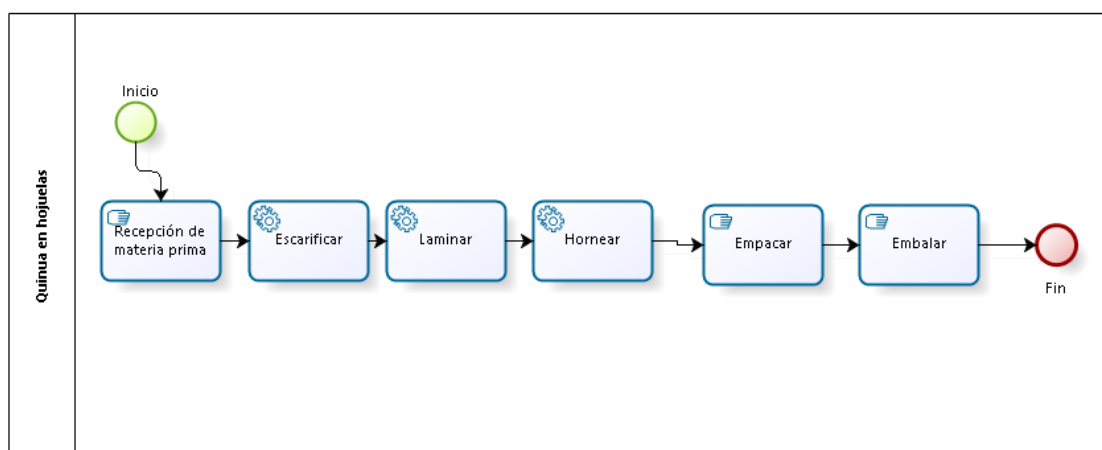 Quinua en hojuelas
Inicio
Recepción de
materia prima
Escarificar
Laminar
Hornear
Empacar
Embalar
Fin